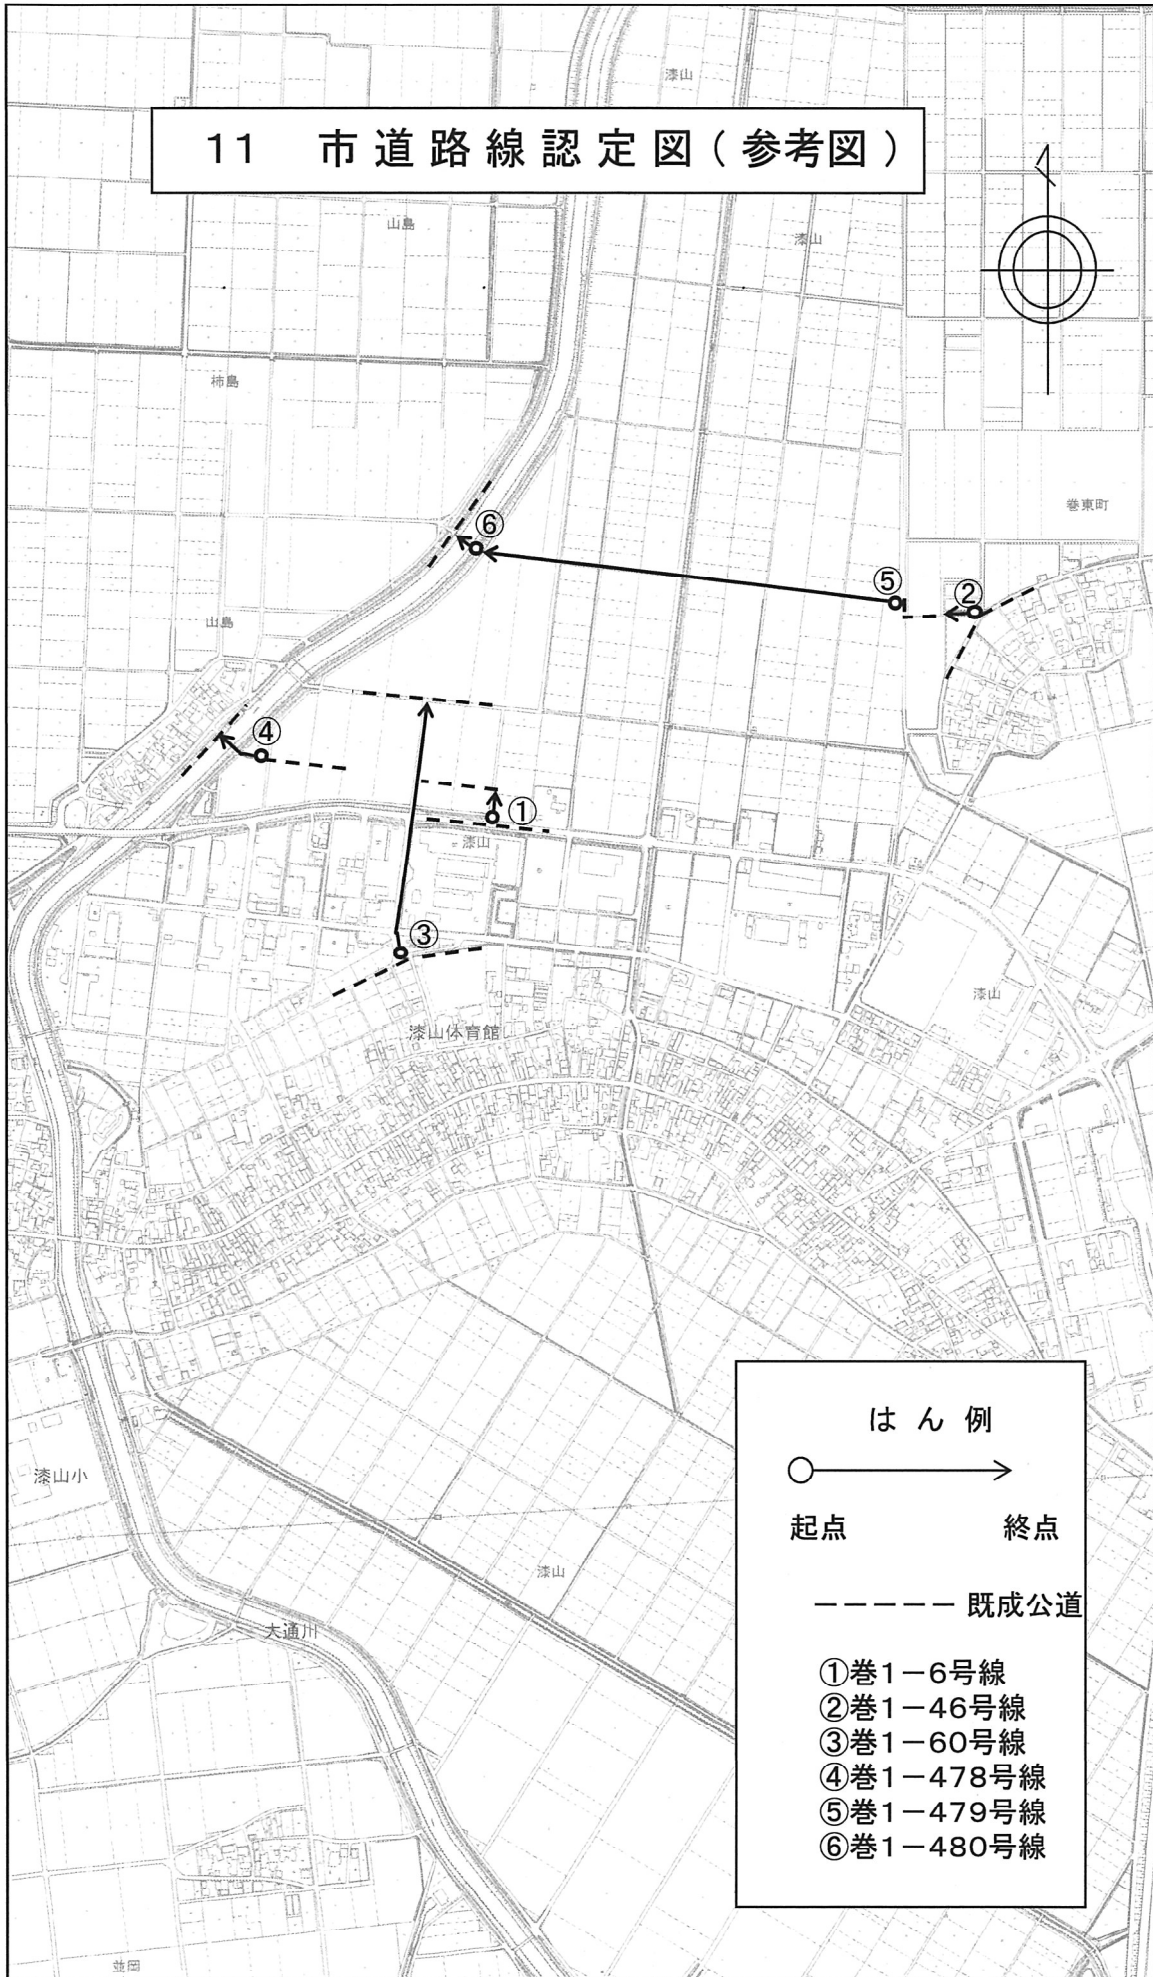 漆山
11 市道路線認定図(参考図)
山島
漆山
柿島
巻東町
⑥
⑤
②
山島
④
①
漆山
③
漆山
漆山体育館
はん例
漆山小
起点 終点
漆山
既成公道
大通川
①巻1-6号線
②巻1-46号線
③巻1-60号線
④巻1-478号線
⑤巻1-479号線
⑥巻1-480号線
並岡